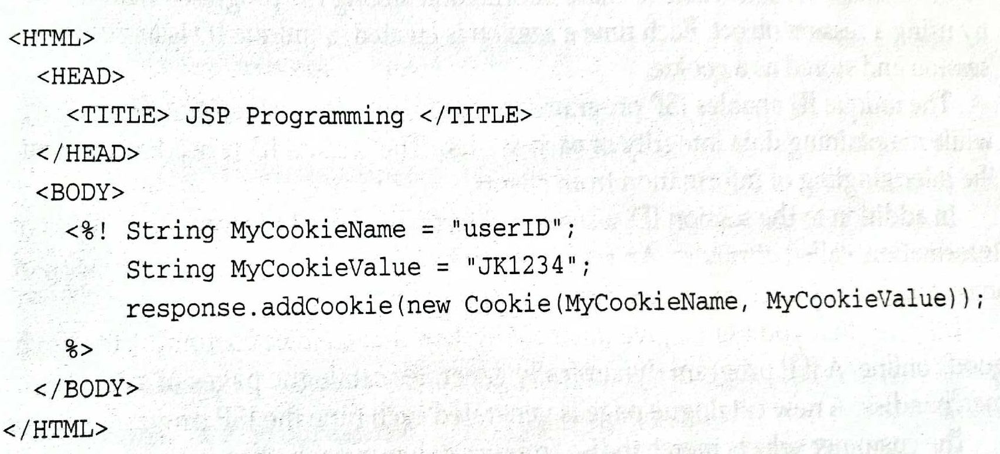 <HTML>
<HEAD>
<TITLE> JSP Programming </TITLE>
</HEAD>
<BODY>
<%! String MyCookieName = "userID";
String MyCookieValue = "JK1234";
response.addCookie(new Cookie(MyCookieName, MyCookieValue));
%>
</BODY>
</HTML>